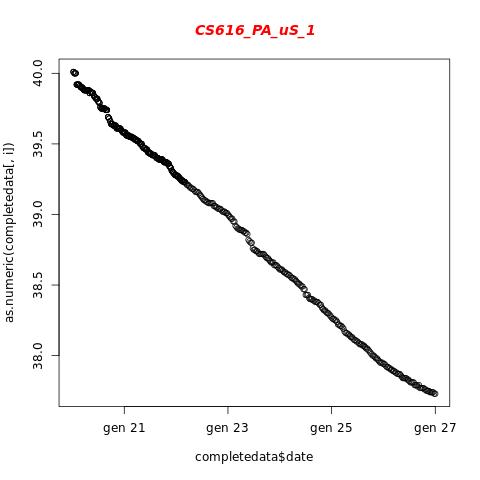 CS616_PA_uS_1
as.numeric(completedata[, i])
40.0
39.5
39.0
38.5
38.0
gen 21
gen 23
gen 25
gen 27
completedata$date